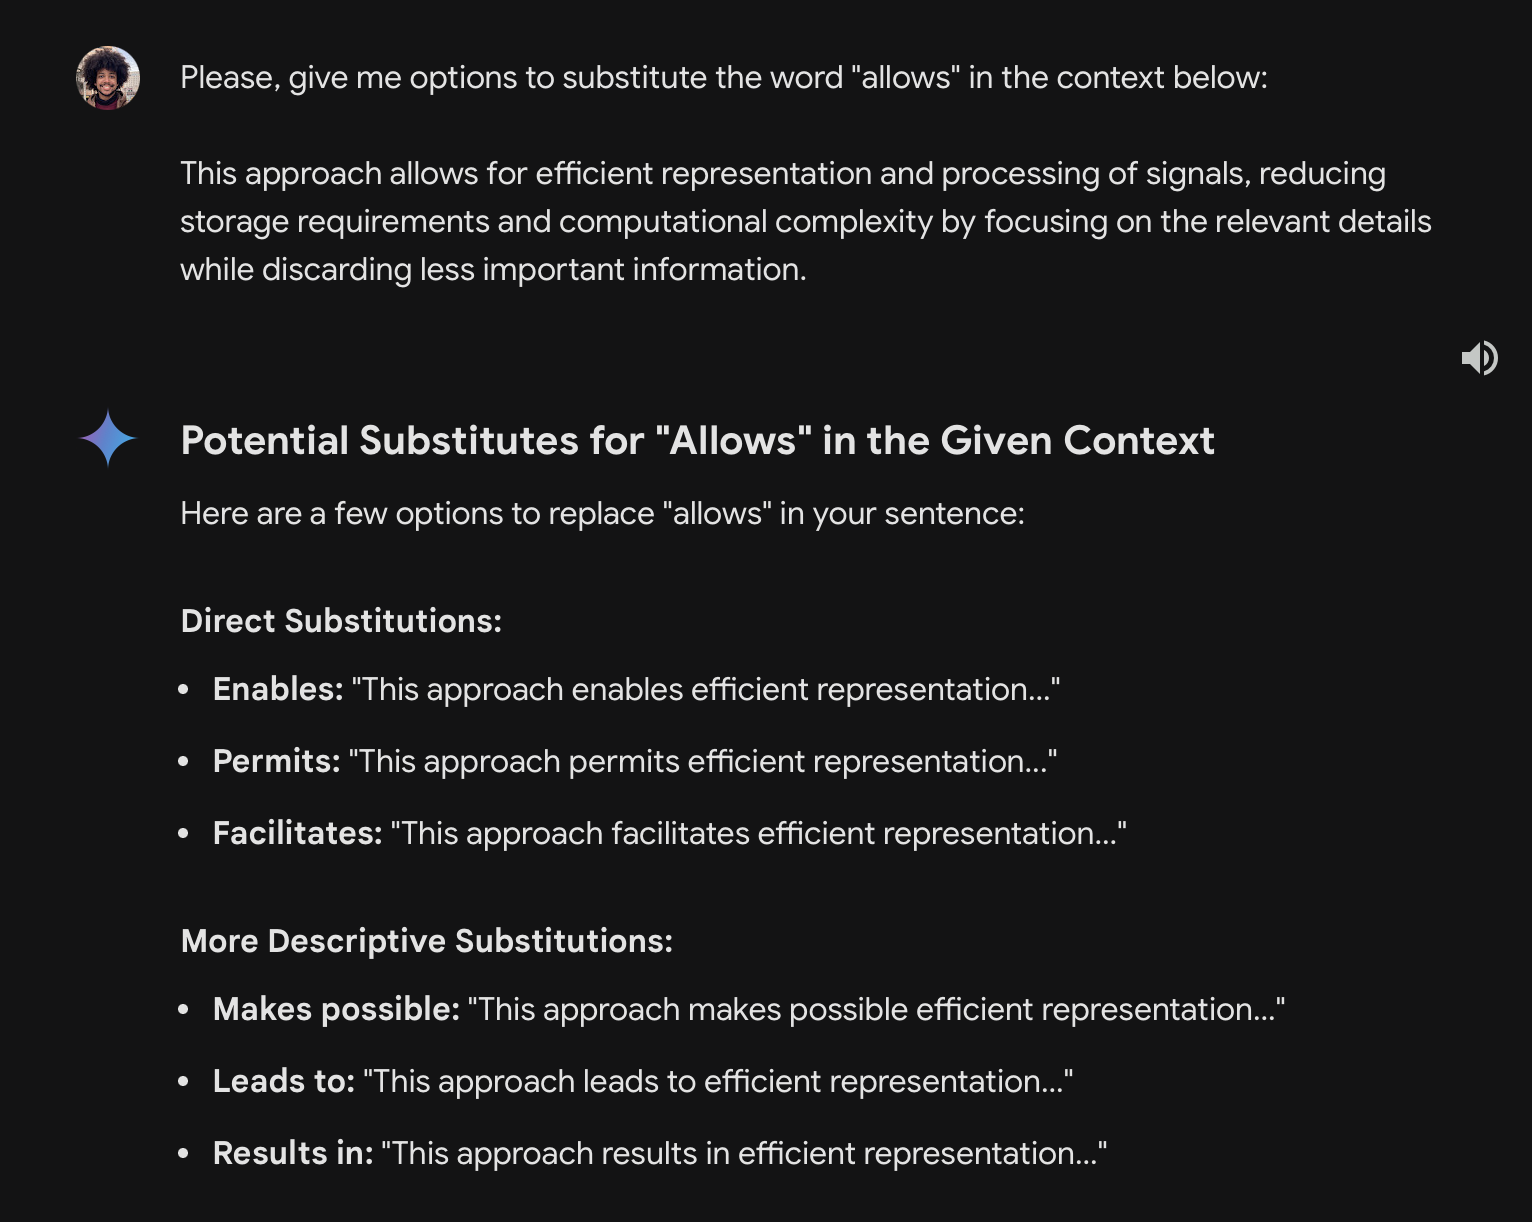 Please, give me options to substitute the word "allows" in the context below:
This approach allows for efficient representation and processing of signals, reducing
storage requirements and computational complexity by focusing on the relevant details
while discarding less important information.
Potential Substitutes for "Allows" in the Given Context
Here are a few options to replace "allows" in your sentence:
Direct Substitutions:
• Enables: "This approach enables efficient representation..."
• Permits: "This approach permits efficient representation..."
• Facilitates: "This approach facilitates efficient representation..."
More Descriptive Substitutions:
• Makes possible: "This approach makes possible efficient representation..."
• Leads to: "This approach leads to efficient representation..."
• Results in: "This approach results in efficient representation..."